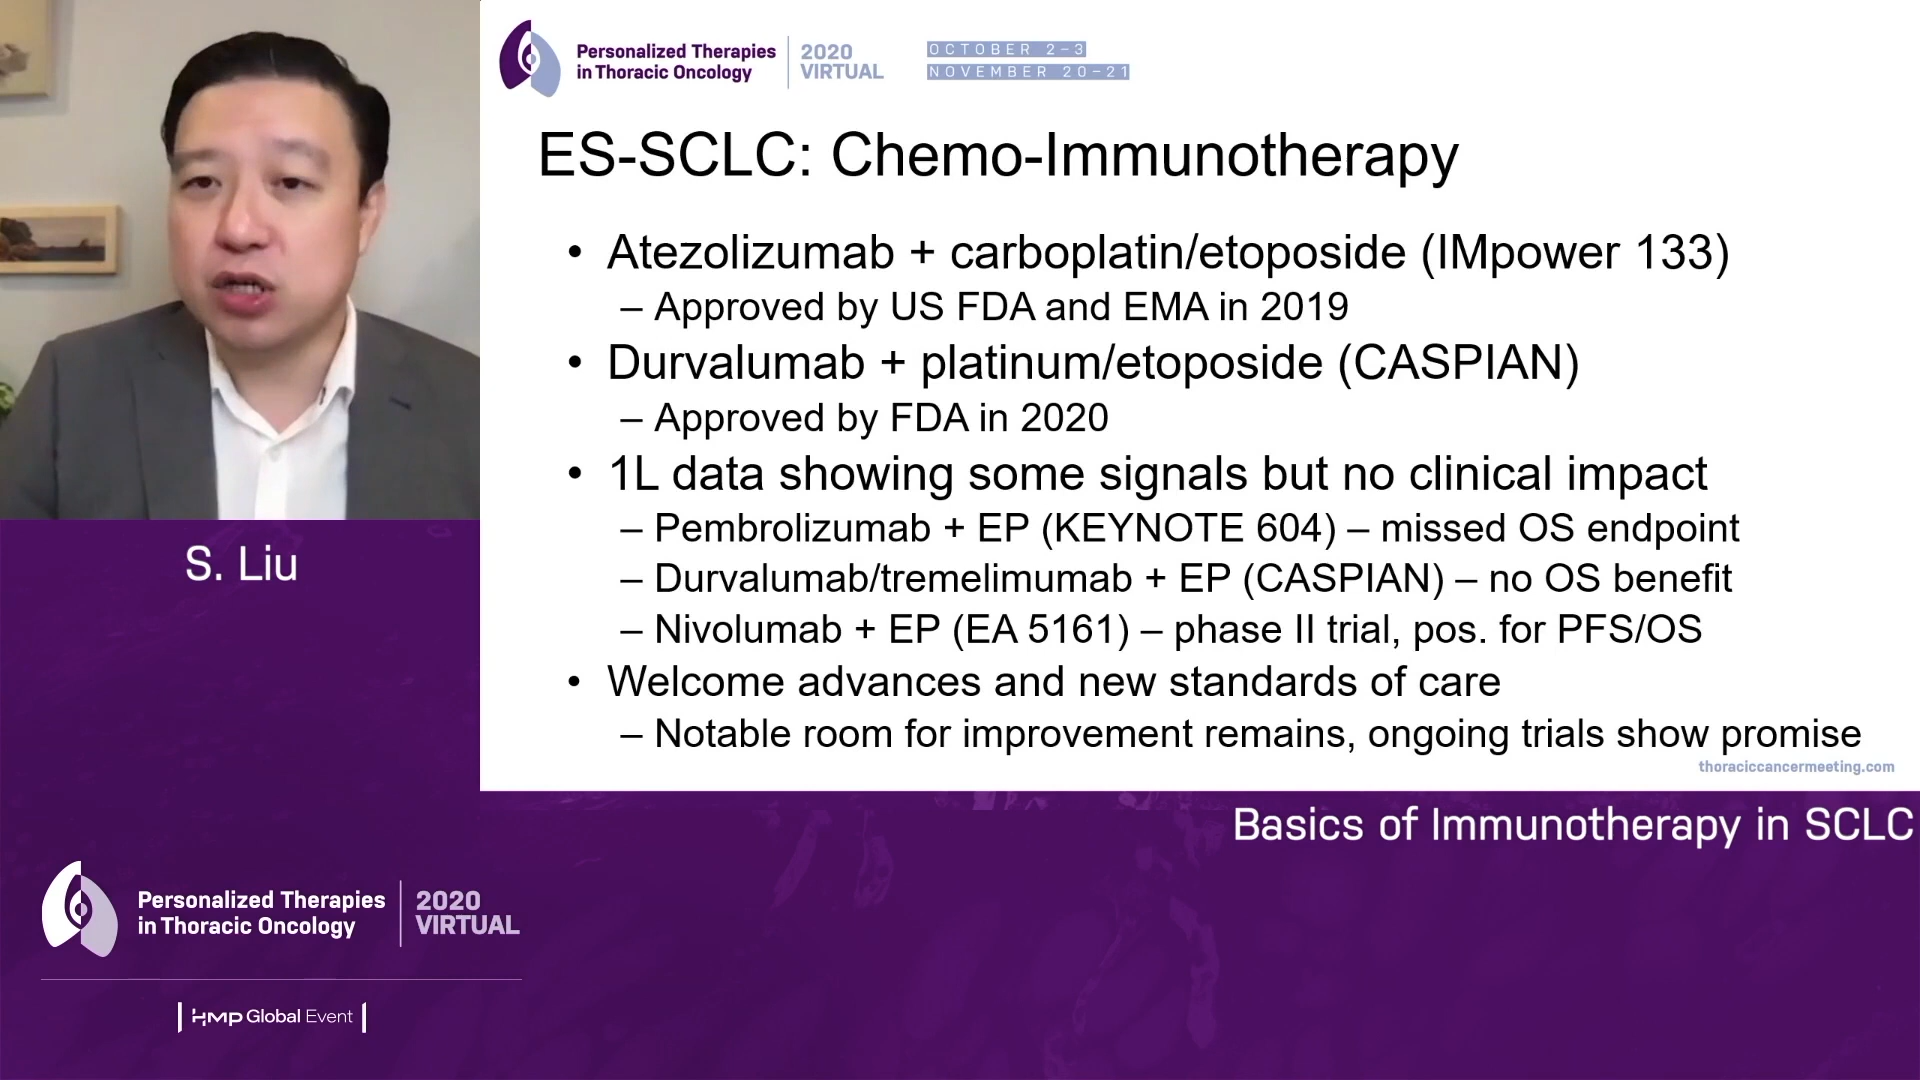 Personalized Therapies
in Thoracic Oncology
2020
VIRTUAL
OCTOBER 2-3
NOVEMBER 20-21
ES-SCLC: Chemo-Immunotherapy
• Atezolizumab + carboplatin/etoposide (IMpower 133)
– Approved by US FDA and EMA in 2019
• Durvalumab + platinum/etoposide (CASPIAN)
– Approved by FDA in 2020
• 1L data showing some signals but no clinical impact
– Pembrolizumab + EP (KEYNOTE 604) – missed OS endpoint
– Durvalumab/tremelimumab + EP (CASPIAN) – no OS benefit
– Nivolumab + EP (EA 5161) – phase II trial, pos. for PFS/OS
• Welcome advances and new standards of care
– Notable room for improvement remains, ongoing trials show promise
thoraciccancermeeting.com
S. Liu
Basics of Immunotherapy in SCLC
Personalized Therapies
in Thoracic Oncology
2020
VIRTUAL
HMP Global Event